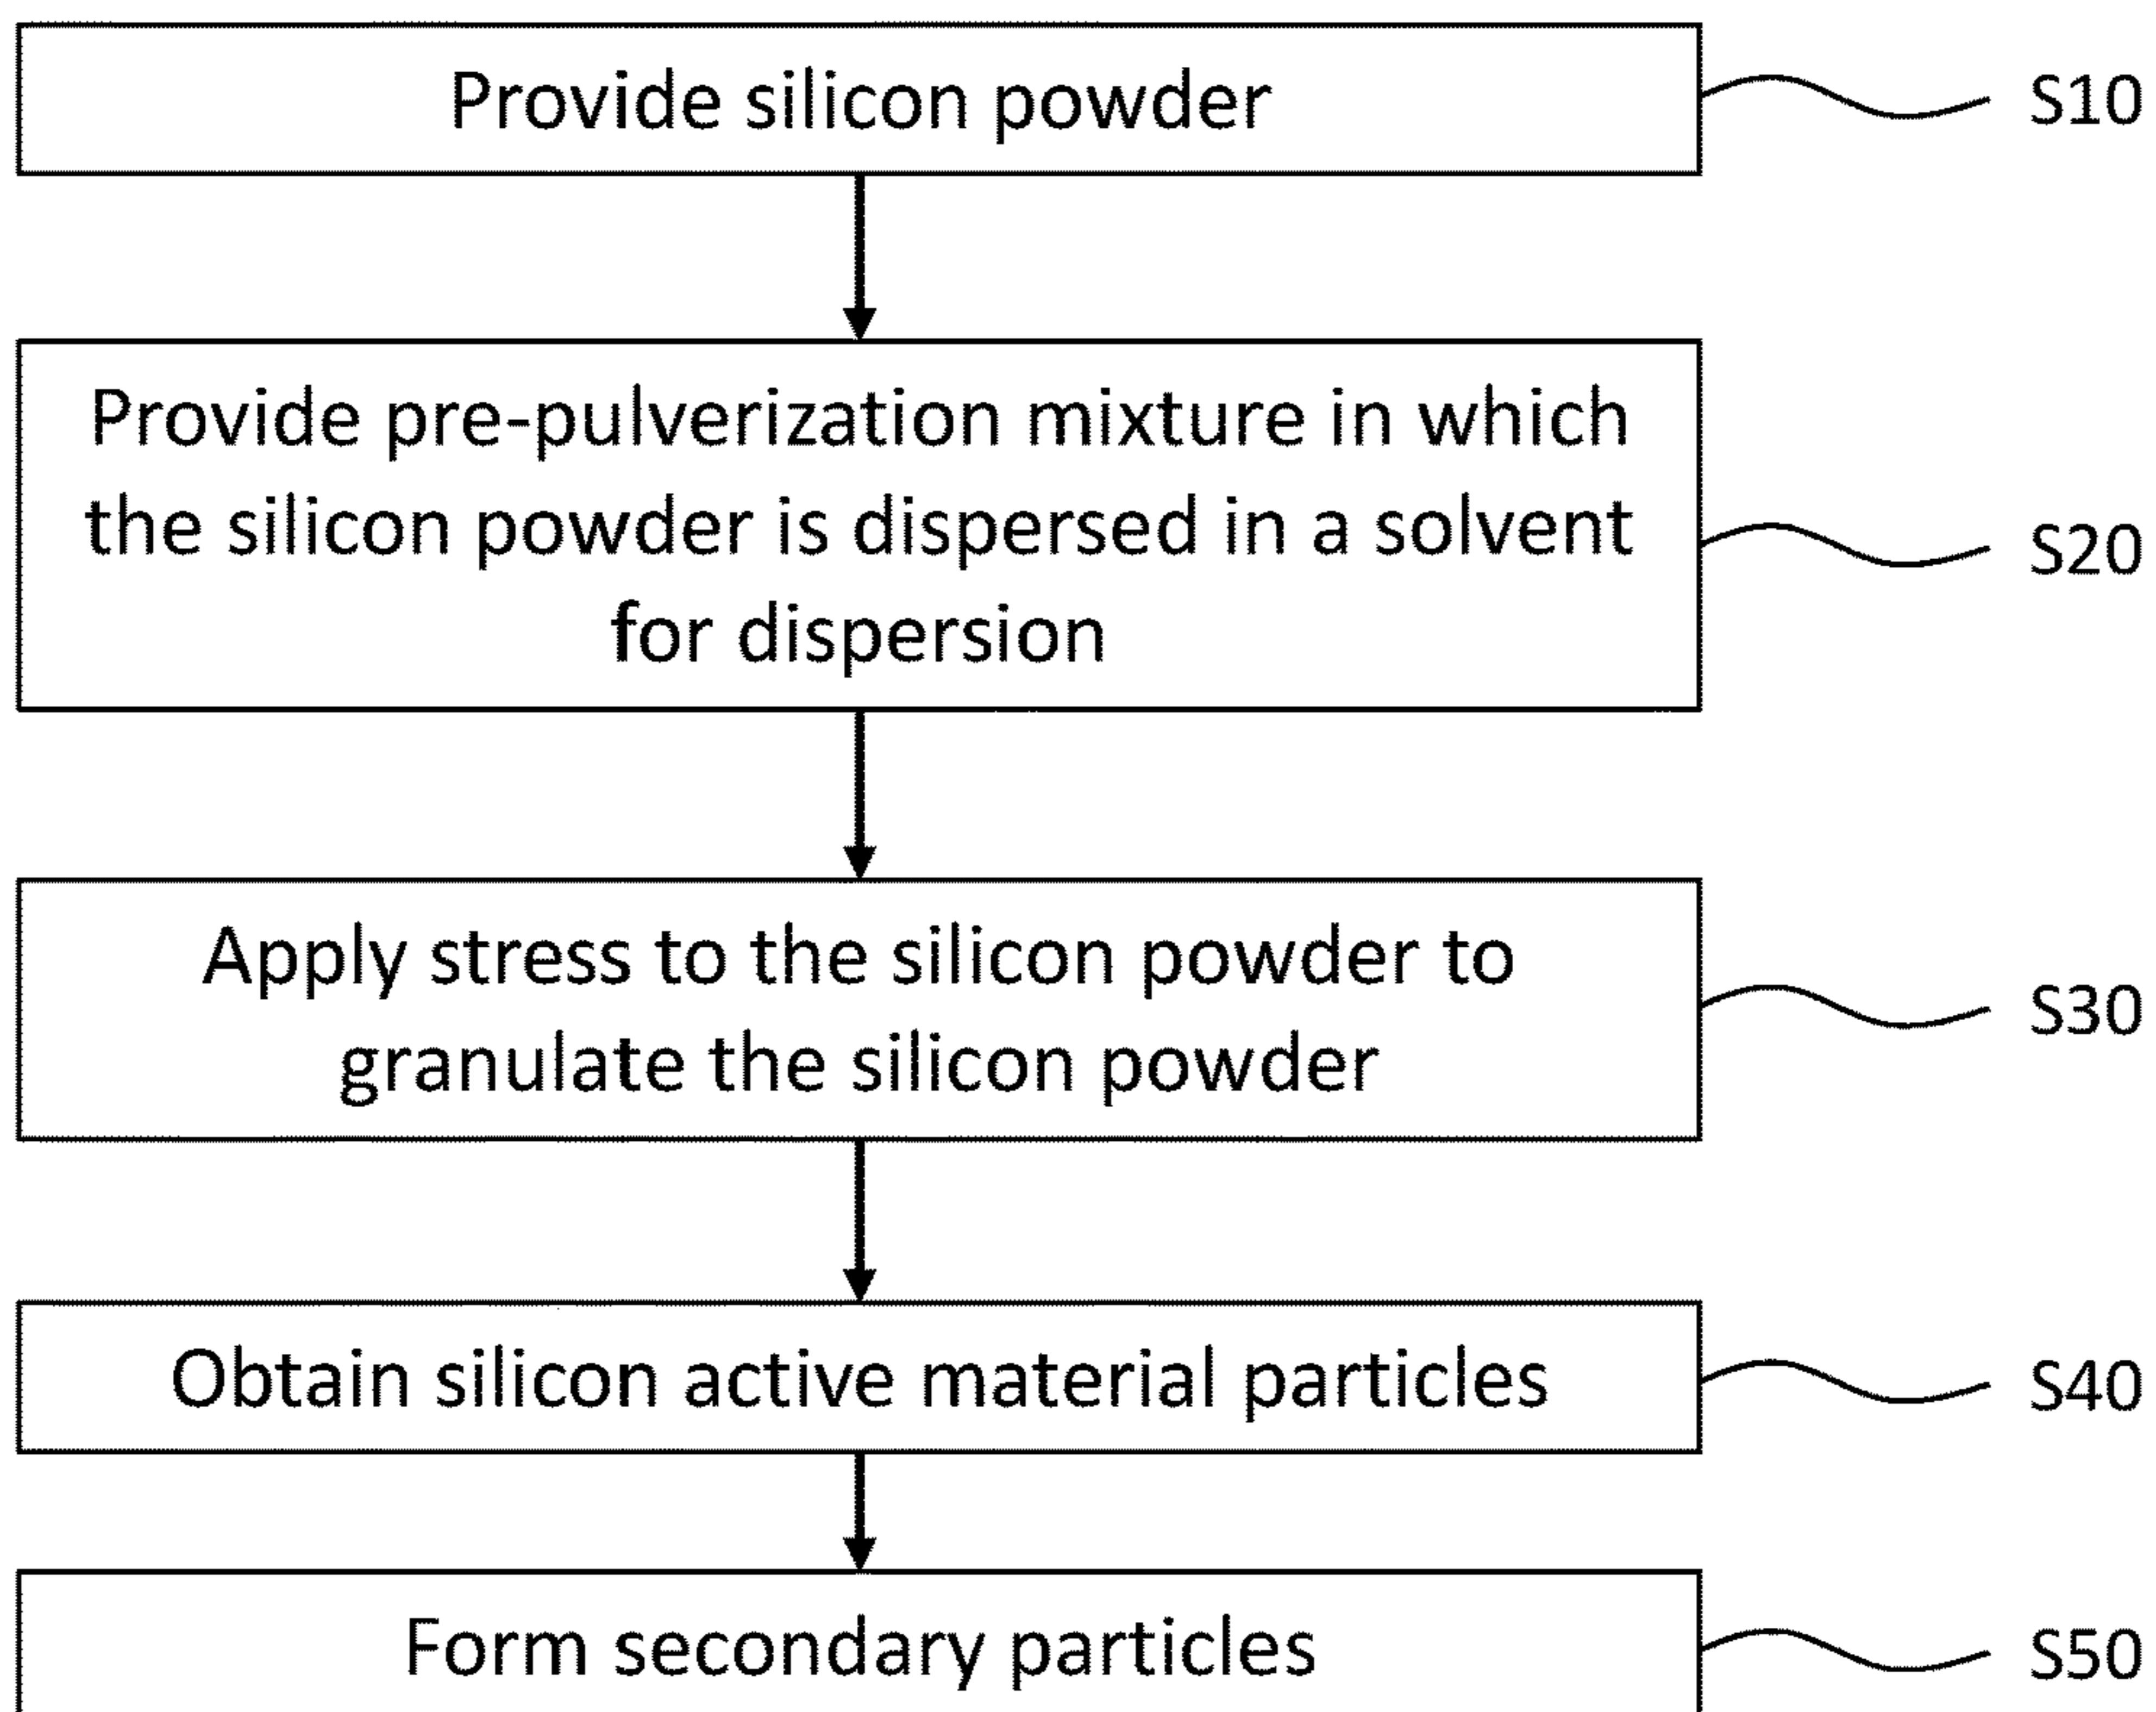 Provide silicon powder
S10
Provide pre-pulverization mixture in which
the silicon powder is dispersed in a solvent
for dispersion
S20
Apply stress to the silicon powder to
granulate the silicon powder
S30
Obtain silicon active material particles
S40
Form secondary particles
S50